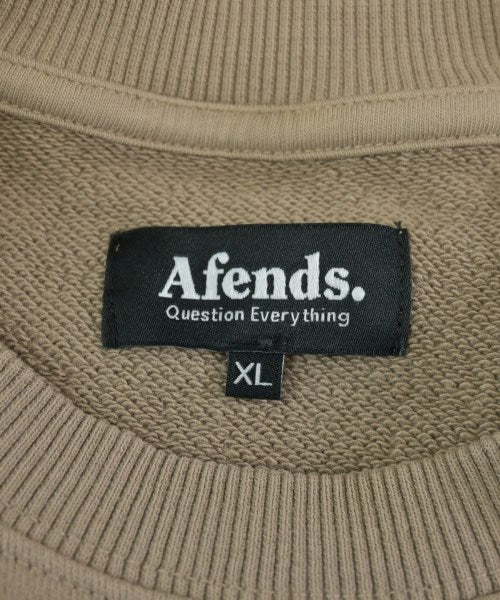 Afends.
Question Everything
XL